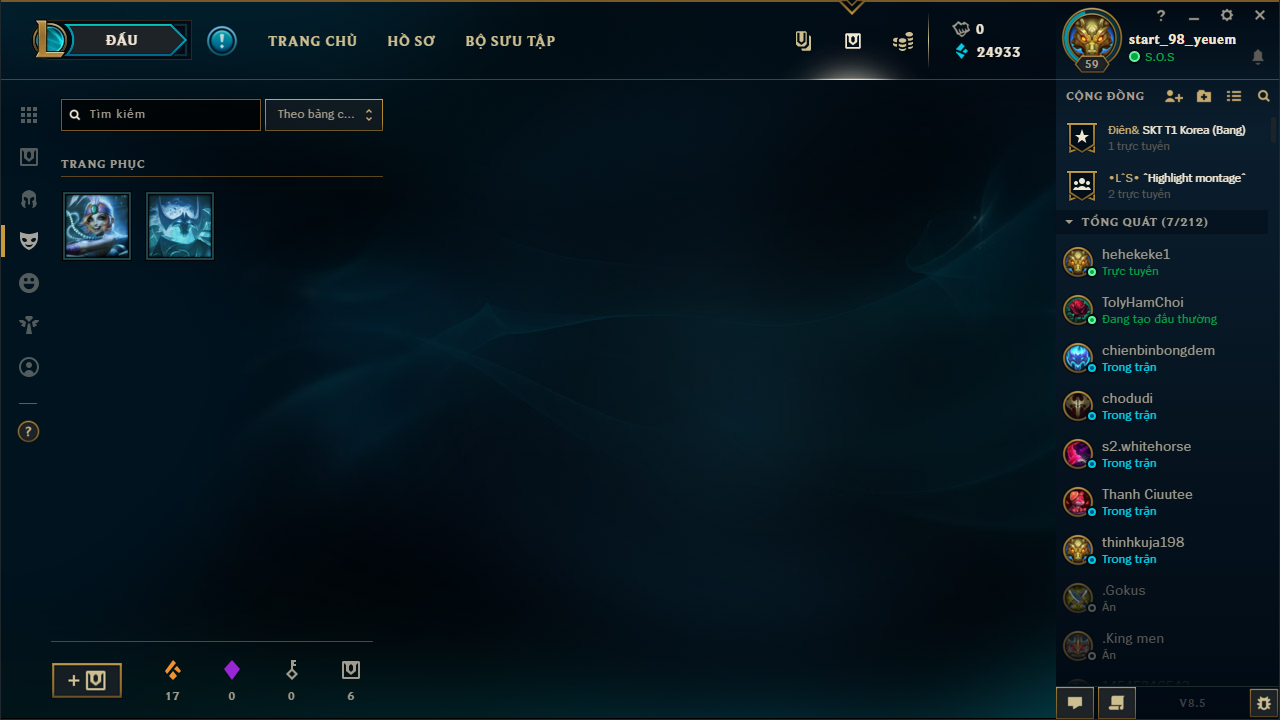 ĐẤU
!
TRANG CHỦ
HỒ SƠ
BỘ SƯU TẬP
0
24933
?
59
start_98_yeuem
S.O.S
CỘNG ĐỒNG
Tìm kiếm
Theo bảng c...
TRANG PHỤC
Điên& SKT T1 Korea (Bang)
1 trực tuyến
•LˆS• ˆHighlight montageˆ
2 trực tuyến
TỔNG QUÁT (7/212)
hehekeke1
Trực tuyến
TolyHamChoi
Đang tạo đấu thường
chienbinbongdem
Trong trận
chodudi
Trong trận
s2.whitehorse
Trong trận
Thanh Ciuutee
Trong trận
thinhkuja198
Trong trận
.Gokus
Ẩn
.King men
Ẩn
?
+
17
0
0
6
V8.5